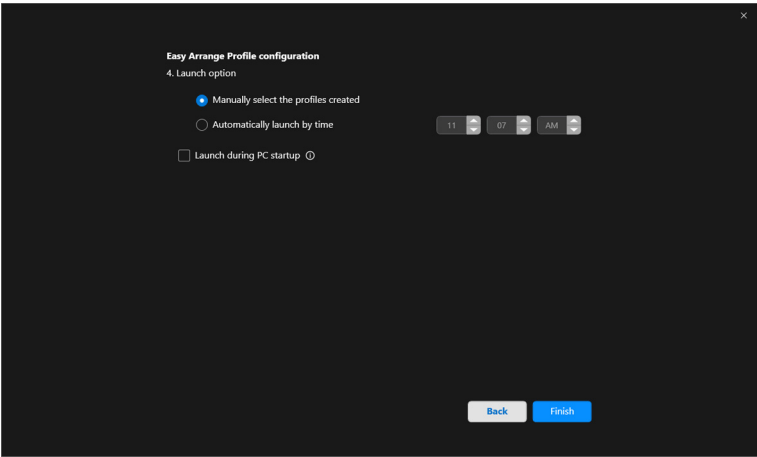 Easy Arrange Profile configuration
4. Launch option
Manually select the profiles created
Automatically launch by time 11 07 AM
Launch during PC startup
Back Finish